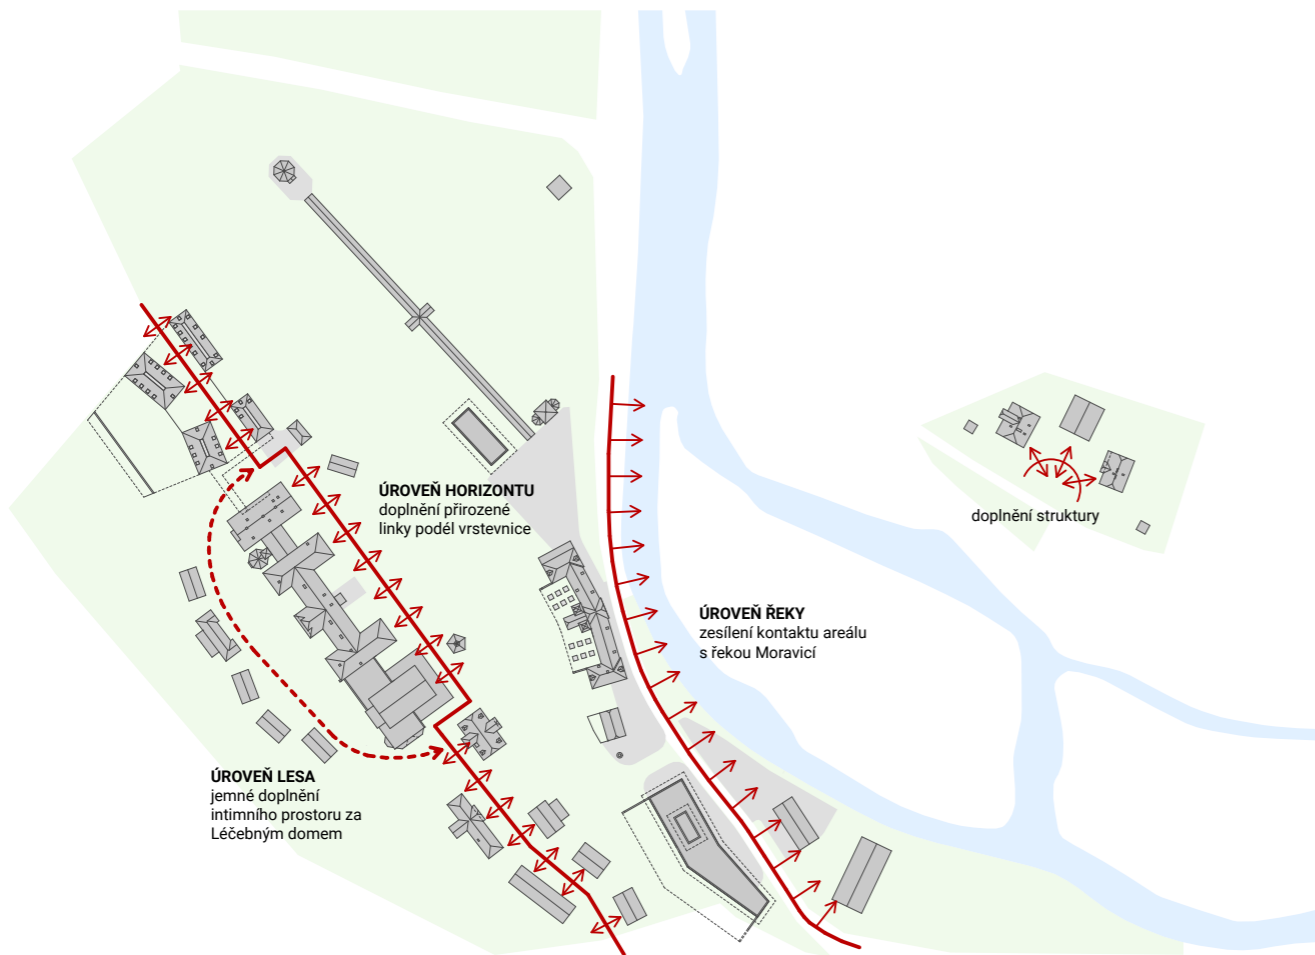 ÚROVEŇ HORIZONTU
doplnění přirozené
linky podél vrstevnice
doplnění struktury
ÚROVEŇ ŘEKY
zesílení kontaktu areálu
s řekou Moravicí
ÚROVEŇ LESA
jemné doplnění
intimního prostoru za
Léčebným domem